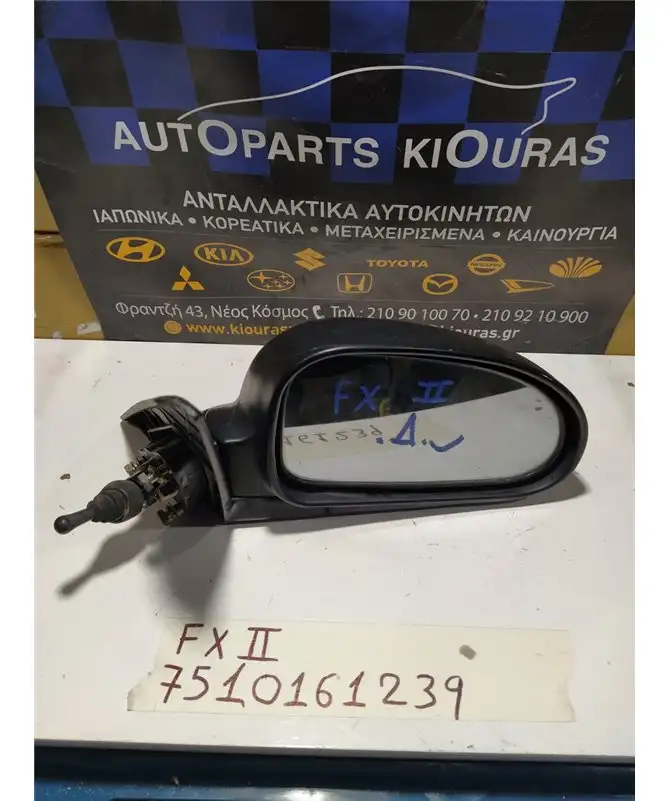 AUTOPARTS KIOURAS
ΑΝΤΑΛΛΑΚΤΙΚΑ ΑΥΤΟΚΙΝΗΤΩΝ
ΙΑΠΩΝΙΚΑ • ΚΟΡΕΑΤΙΚΑ • ΜΕΤΑΧΕΙΡΙΣΜΕΝΑ • ΚΑΙΝΟΥΡΓΙΑ
KIA TOYOTA NISSAN
Φραντζή 43, Νέος Κόσμος Τηλ.: 210 90 100 70 • 210 92 10 900
www.kiouras kiouras.gr
FX II
.Δ.
FX II
7510161239